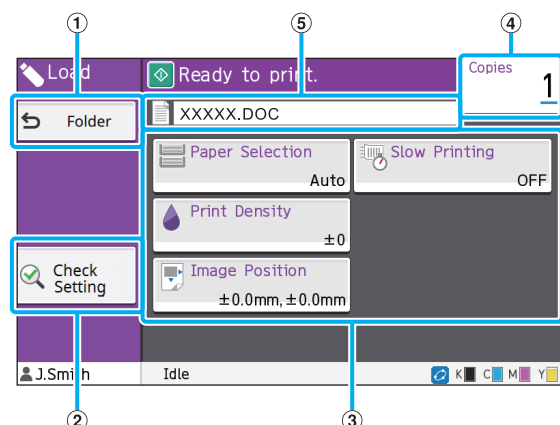 ① ⑤ ④
Load
Ready to print.
Copies
1
Folder
XXXXX.DOC
Paper Selection
Auto
Slow Printing
OFF
Print Density
±0
Check
Setting
Image Position
±0.0mm, ±0.0mm
J.Smith
Idle
K C M Y
② ③